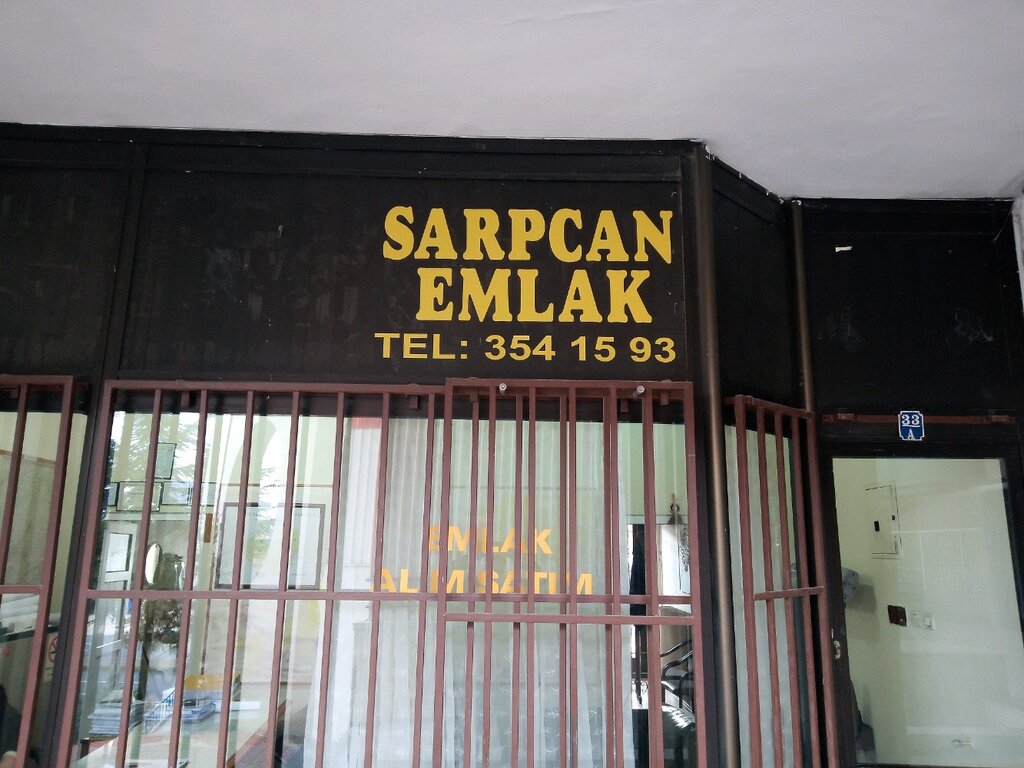 SARPCAN
EMLAK
TEL: 354 15 93
33
A
EMLAK
ALIM SATIM